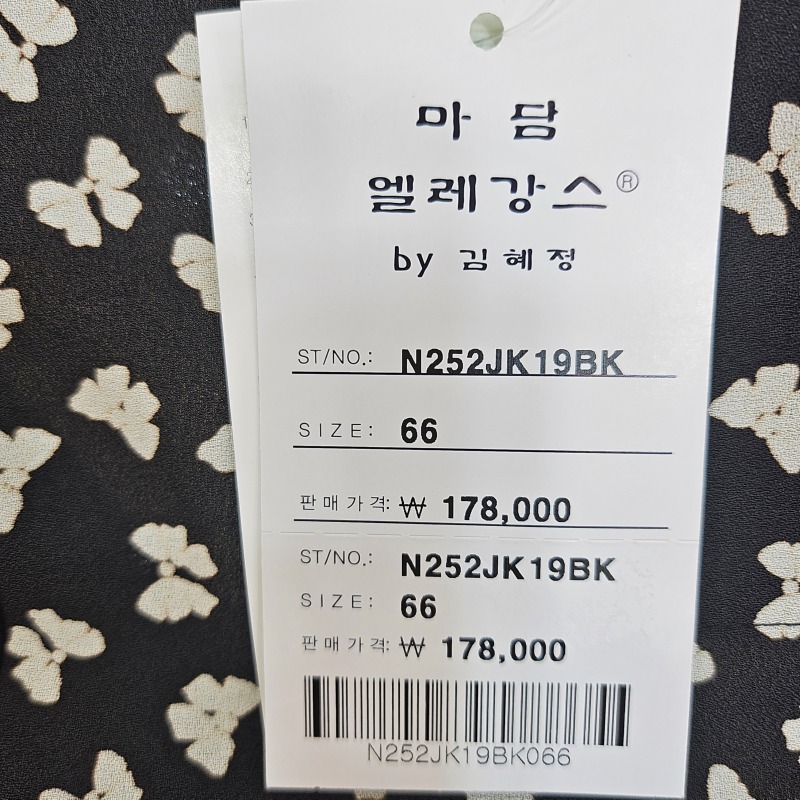 마 담
엘레강스®
by 김혜정
ST/NO.: N252JK19BK
SIZE: 66
판매가격: ₩ 178,000
ST/NO.: N252JK19BK
SIZE: 66
판매가격: ₩ 178,000
N252JK19BK066